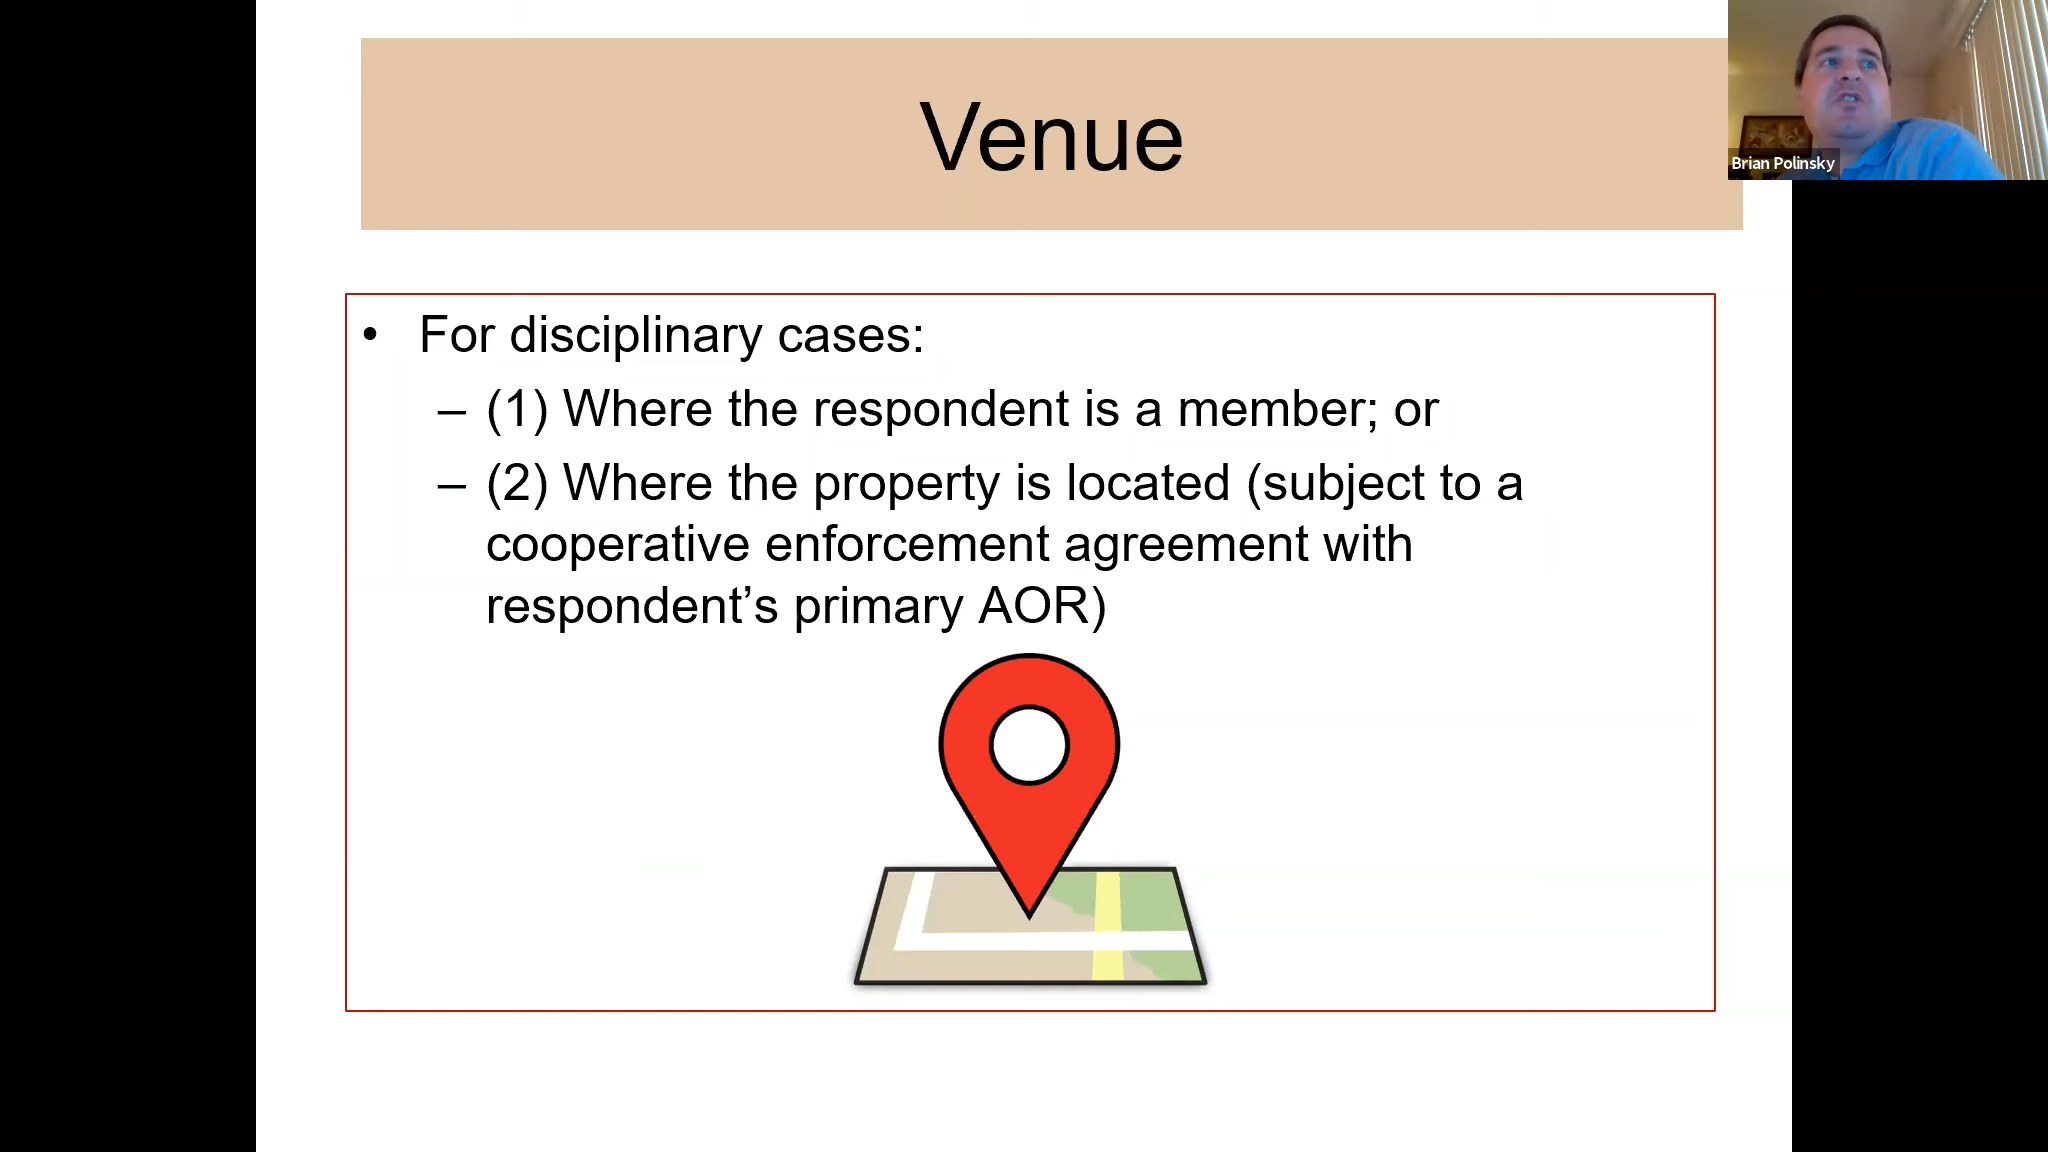 Venue
Brian Polinsky
• For disciplinary cases:
– (1) Where the respondent is a member; or
– (2) Where the property is located (subject to a
cooperative enforcement agreement with
respondent’s primary AOR)